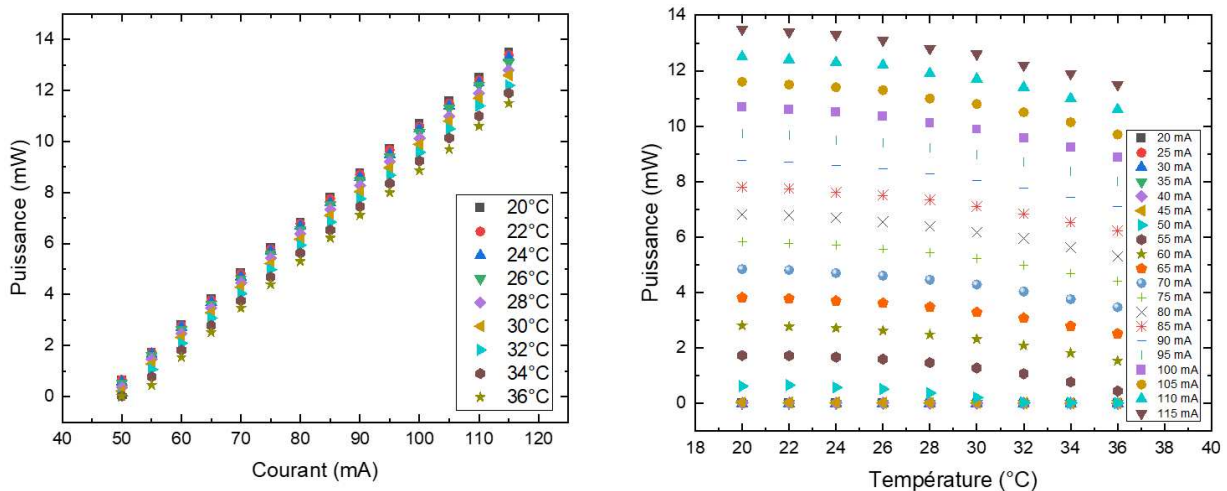 14
12
10
8
6
4
2
0
Puissance (mW)
40 50 60 70 80 90 100 110 120
Courant (mA)
20°C
22°C
24°C
26°C
28°C
30°C
32°C
34°C
36°C
14
12
10
8
6
4
2
0
Puissance (mW)
18 20 22 24 26 28 30 32 34 36 38 40
Température (°C)
20 mA
25 mA
30 mA
35 mA
40 mA
45 mA
50 mA
55 mA
60 mA
65 mA
70 mA
75 mA
80 mA
85 mA
90 mA
95 mA
100 mA
105 mA
110 mA
115 mA